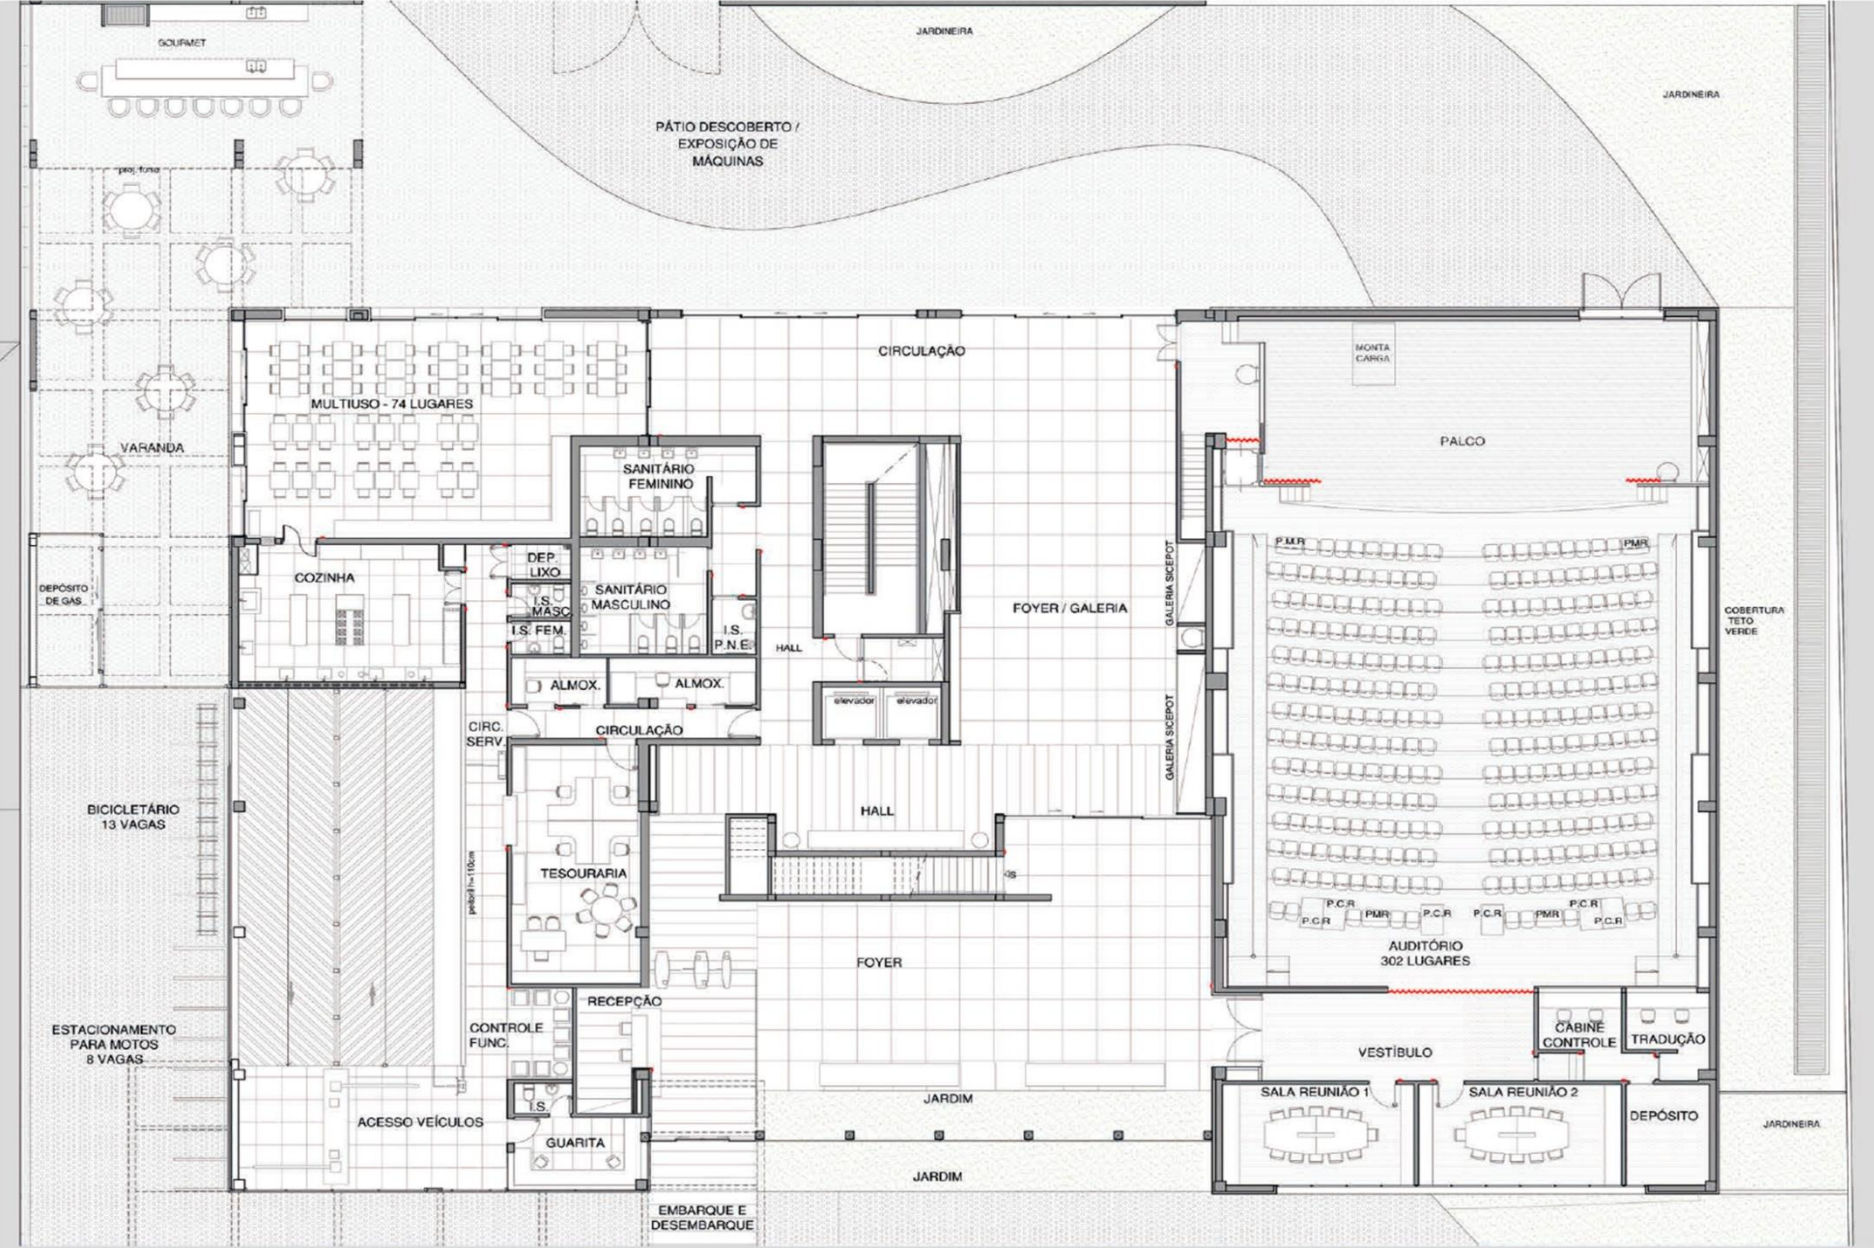 GOURMET
JARDINEIRA
JARDINEIRA
PÁTIO DESCOBERTO /
EXPOSIÇÃO DE
MÁQUINAS
proj. forro
CIRCULAÇÃO
MONTA
CARGA
MULTIUSO - 74 LUGARES
VARANDA
PALCO
SANITÁRIO
FEMININO
P.M.R
PMR
DEP.
LIXO
COZINHA
DEPÓSITO
DE GÁS
SANITÁRIO
MASCULINO
I.S.
MASC.
I.S. FEM.
I.S.
P.N.E.
FOYER / GALERIA
GALERIA SICEPOT
COBERTURA
TETO
VERDE
HALL
ALMOX.
ALMOX.
elevador
elevador
CIRC.
SERV.
CIRCULAÇÃO
GALERIA SICEPOT
BICICLETÁRIO
13 VAGAS
HALL
peitoril h=110cm
TESOURARIA
S
P.C.R
P.C.R
PMR
P.C.R
P.C.R
PMR
P.C.R
P.C.R
AUDITÓRIO
302 LUGARES
FOYER
RECEPÇÃO
ESTACIONAMENTO
PARA MOTOS
8 VAGAS
CONTROLE
FUNC.
CABINE
CONTROLE
TRADUÇÃO
VESTÍBULO
I.S.
JARDIM
SALA REUNIÃO 1
SALA REUNIÃO 2
ACESSO VEÍCULOS
DEPÓSITO
JARDINEIRA
GUARITA
JARDIM
EMBARQUE E
DESEMBARQUE